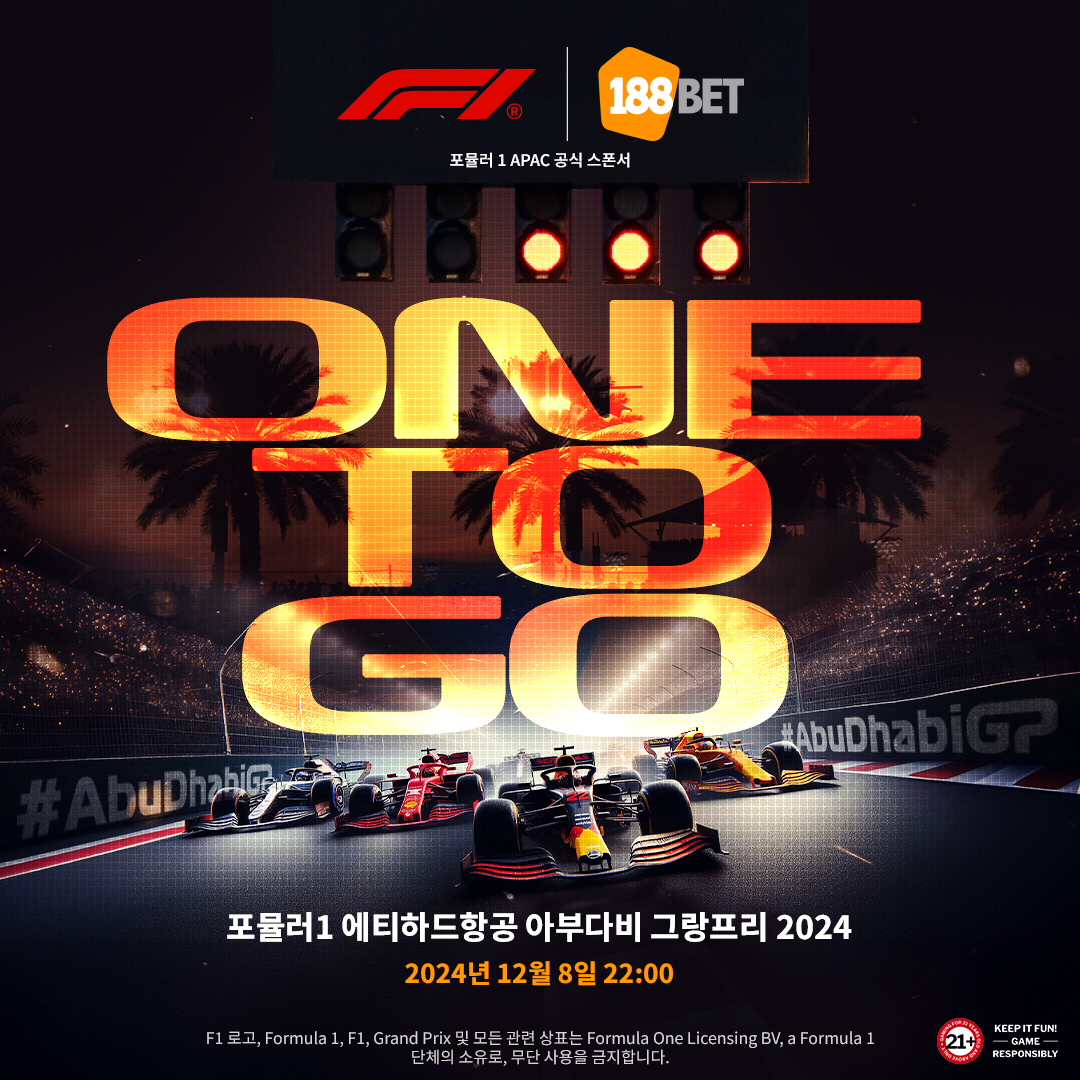 F1®
188BET
포뮬러 1 APAC 공식 스폰서
ONE
TO
GO
#AbuDhabiGP
#AbuDhabiGP
포뮬러1 에티하드항공 아부다비 그랑프리 2024
2024년 12월 8일 22:00
F1 로고, Formula 1, F1, Grand Prix 및 모든 관련 상표는 Formula One Licensing BV, a Formula 1
단체의 소유로, 무단 사용을 금지합니다.
21+
KEEP IT FUN!
GAME
RESPONSIBLY